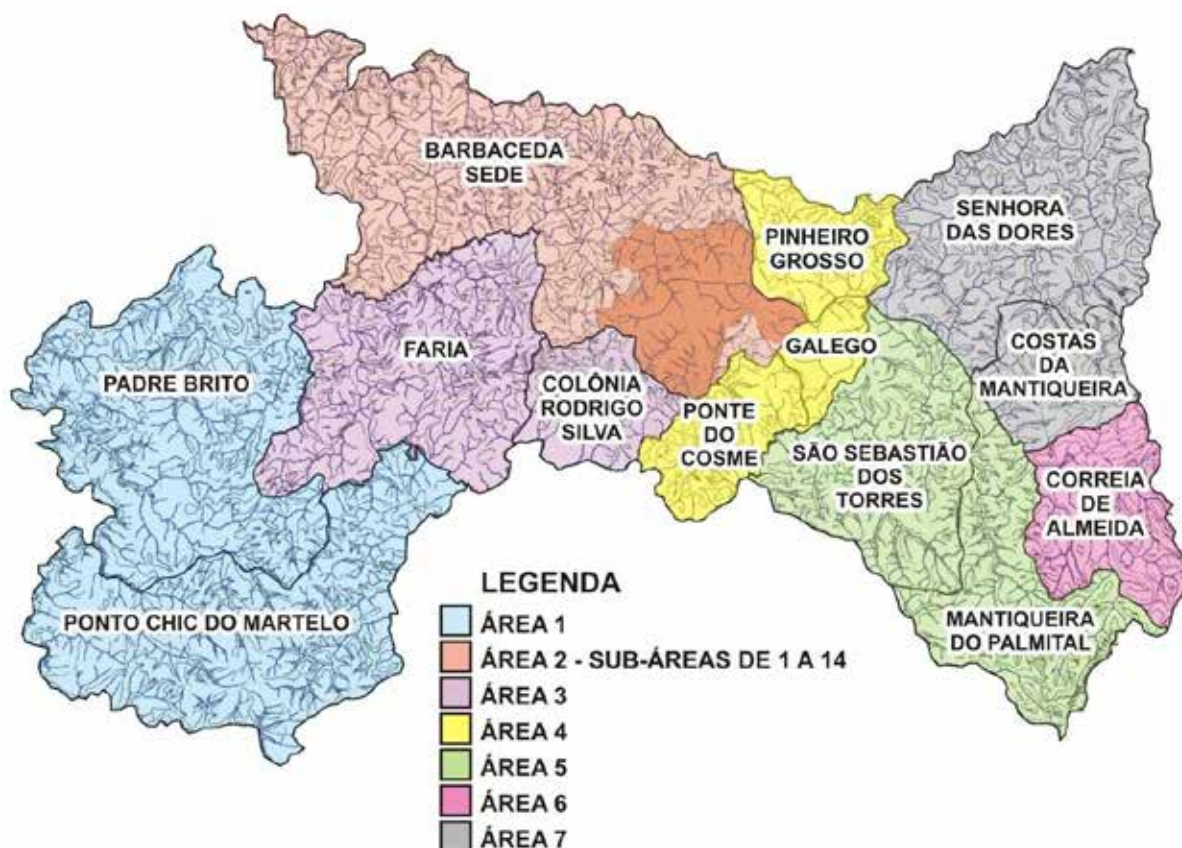 BARBACEDA
SEDE
PINHEIRO
GROSSO
SENHORA
DAS DORES
PADRE BRITO
FARIA
COLÔNIA
RODRIGO
SILVA
GALEGO
COSTAS
DA
MANTIQUEIRA
PONTE
DO
COSME
SÃO SEBASTIÃO
DOS
TORRES
CORREIA
DE
ALMEIDA
PONTO CHIC DO MARTELO
MANTIQUEIRA
DO PALMITAL
LEGENDA
ÁREA 1
ÁREA 2 - SUB-ÁREAS DE 1 A 14
ÁREA 3
ÁREA 4
ÁREA 5
ÁREA 6
ÁREA 7